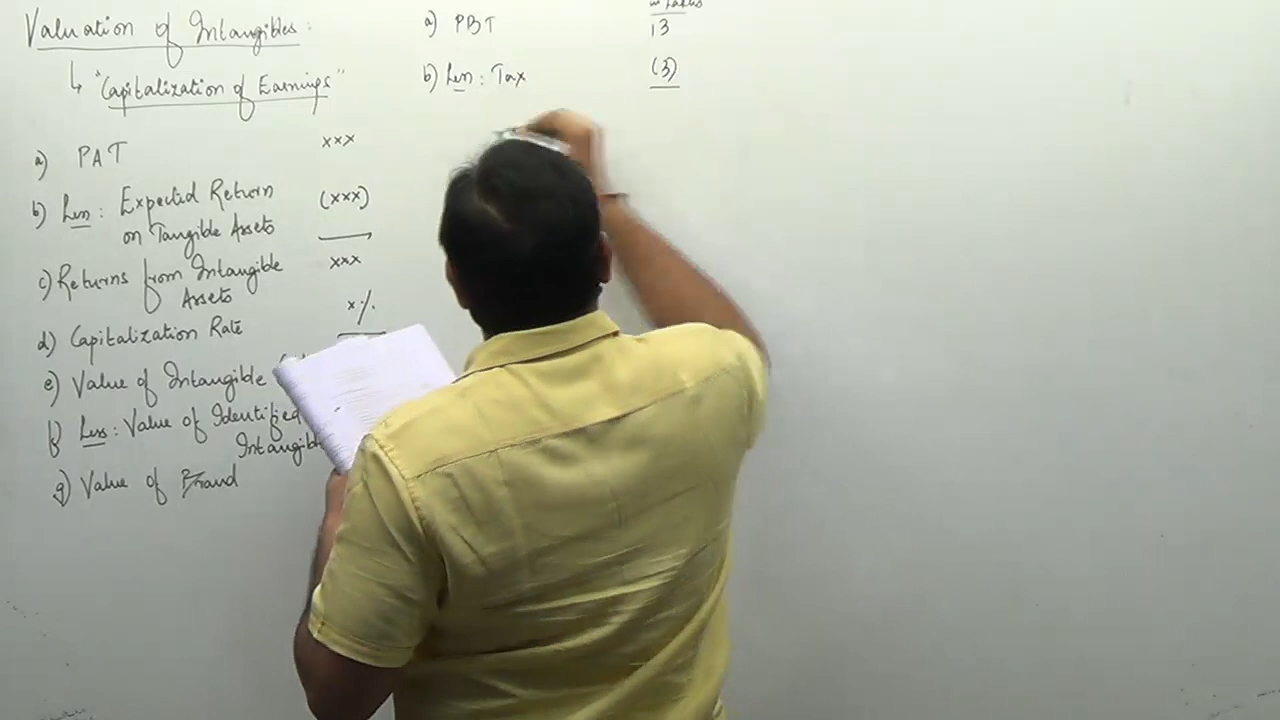 Valuation of Intangibles:
↳ "Capitalization of Earnings"
a) PAT xxx
b) Less: Expected Return (xxx)
on Tangible Assets
c) Returns from Intangible xxx
Assets
d) Capitalization Rate x%
e) Value of Intangible
f) Less: Value of Identified
Intangibl
g) Value of Brand
a) PBT 13
b) Less: Tax (3)